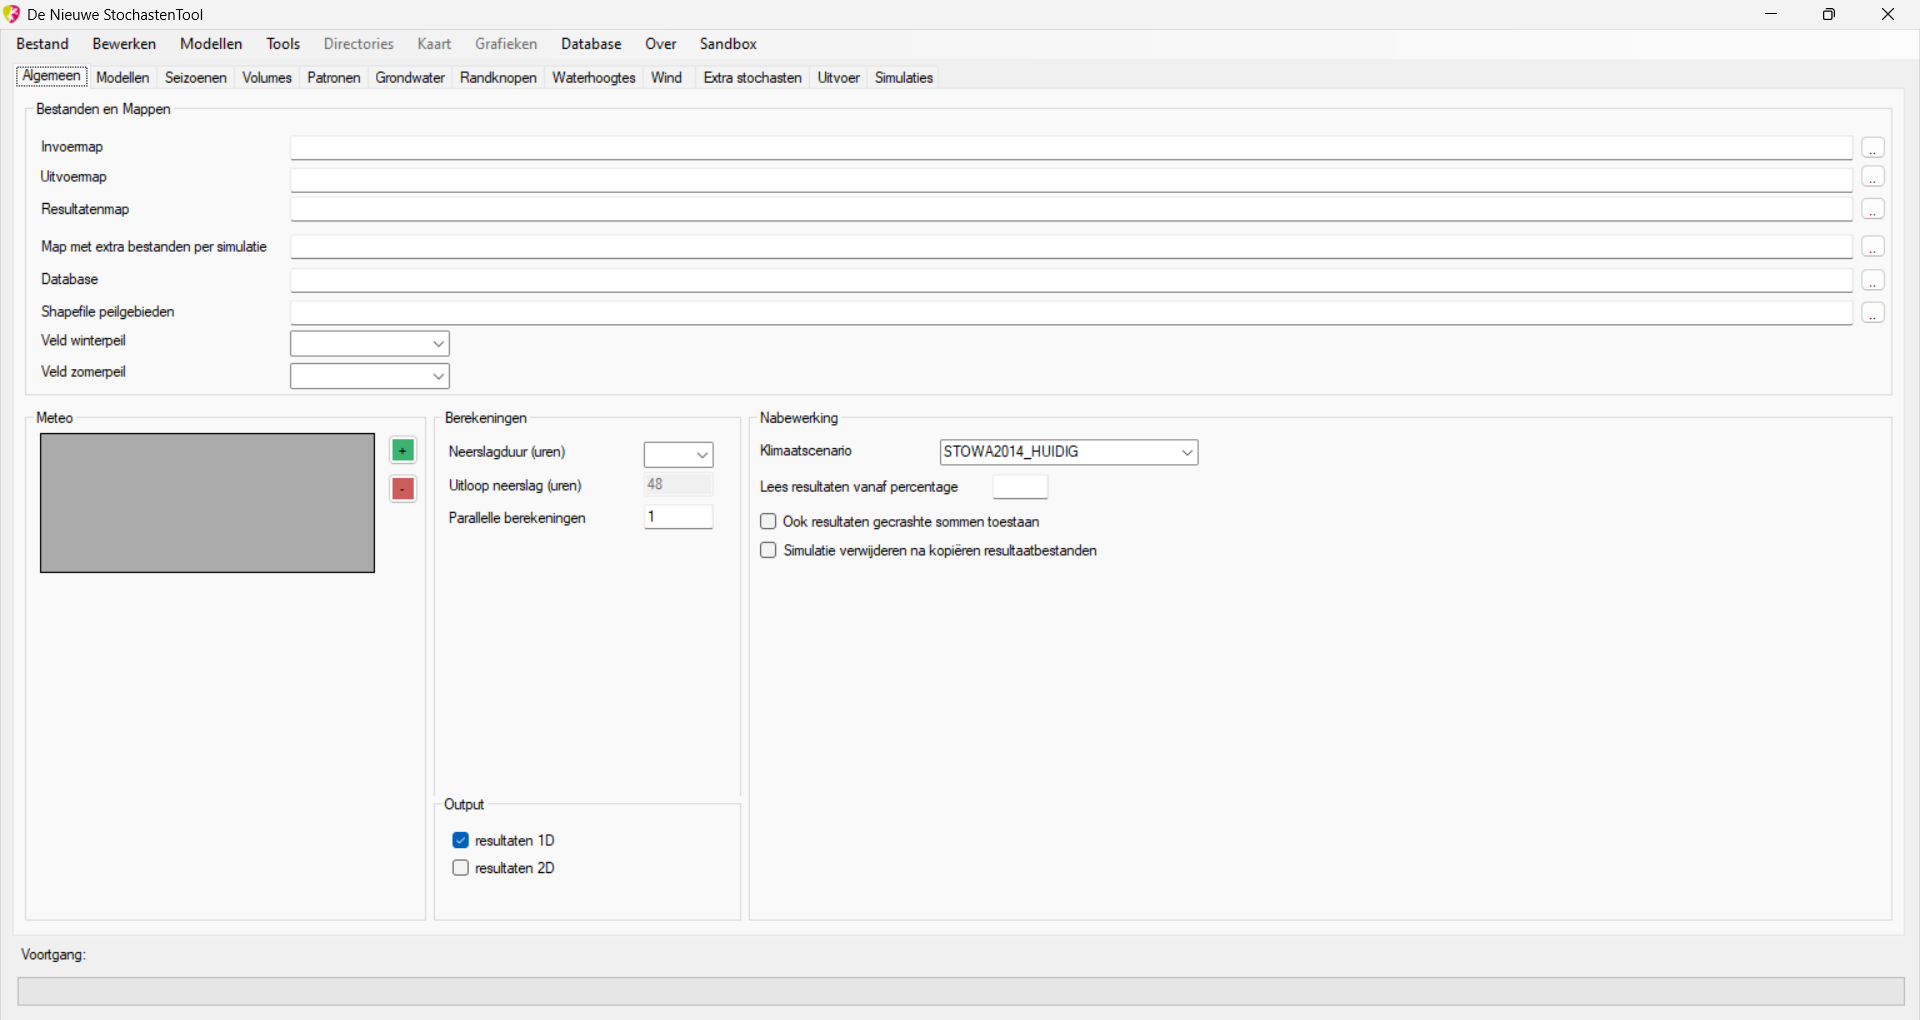 De Nieuwe StochastenTool
Bestand Bewerken Modellen Tools Directories Kaart Grafieken Database Over Sandbox
Algemeen Modellen Seizoenen Volumes Patronen Grondwater Randknopen Waterhoogtes Wind Extra stochasten Uitvoer Simulaties
Bestanden en Mappen
Invoermap ..
Uitvoermap ..
Resultatenmap ..
Map met extra bestanden per simulatie ..
Database ..
Shapefile peilgebieden ..
Veld winterpeil
Veld zomerpeil
Meteo
+
-
Berekeningen
Neerslagduur (uren)
Uitloop neerslag (uren) 48
Parallelle berekeningen 1
Output
resultaten 1D
resultaten 2D
Nabewerking
Klimaatscenario STOWA2014_HUIDIG
Lees resultaten vanaf percentage
Ook resultaten gecrashte sommen toestaan
Simulatie verwijderen na kopiëren resultaatbestanden
Voortgang: